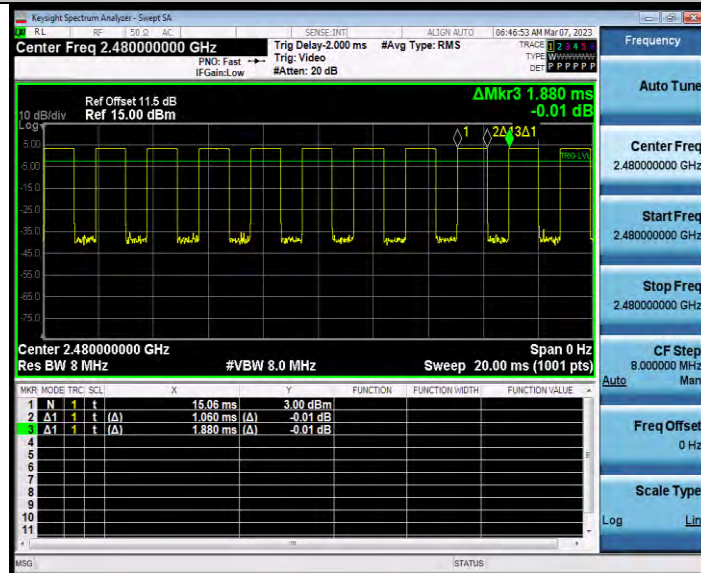 Keysight Spectrum Analyzer - Swept SA
LXI RL RF 50 Ω AC SENSE:INT ALIGN AUTO 06:46:53 AM Mar 07, 2023
Center Freq 2.480000000 GHz
PNO: Fast
IFGain:Low
Trig Delay-2.000 ms
Trig: Video
#Atten: 20 dB
#Avg Type: RMS
TRACE 1 2 3 4 5 6
TYPE WWWWWW
DET P P P P P P
Frequency
Auto Tune
Center Freq
2.480000000 GHz
Start Freq
2.480000000 GHz
Stop Freq
2.480000000 GHz
CF Step
8.000000 MHz
Auto Man
Freq Offset
0 Hz
Scale Type
Log Lin
ΔMkr3 1.880 ms
-0.01 dB
Ref Offset 11.5 dB
10 dB/div Ref 15.00 dBm
Log
1 2Δ13Δ1
TRIG LVL
5.00
-5.00
-15.0
-25.0
-35.0
-45.0
-55.0
-65.0
-75.0
Center 2.480000000 GHz Span 0 Hz
Res BW 8 MHz #VBW 8.0 MHz Sweep 20.00 ms (1001 pts)
MKR MODE TRC SCL X Y FUNCTION FUNCTION WIDTH FUNCTION VALUE
1 N 1 t 15.06 ms 3.00 dBm
2 Δ1 1 t (Δ) 1.060 ms (Δ) -0.01 dB
3 Δ1 1 t (Δ) 1.880 ms (Δ) -0.01 dB
4
5
6
7
8
9
10
11
MSG STATUS